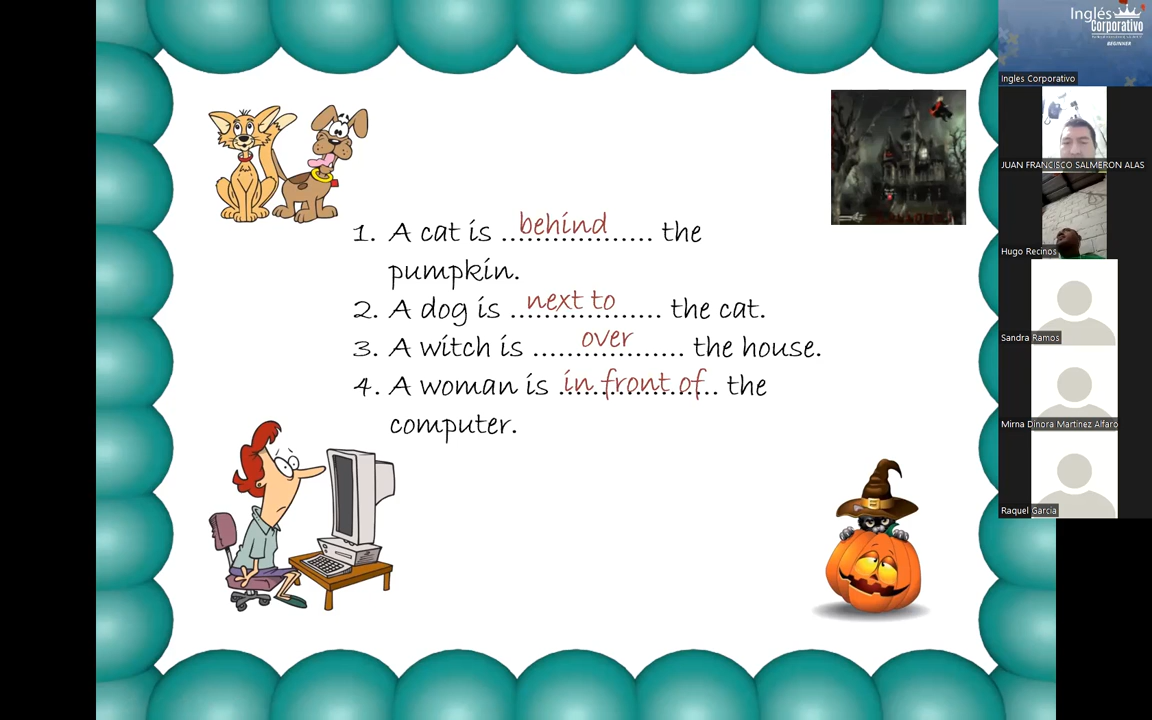 1. A cat is ..behind.. the
pumpkin.
2. A dog is ..next to.. the cat.
3. A witch is ..over.. the house.
4. A woman is ..in front of.. the
computer.
Inglés
Corporativo
BEGINNER
Ingles Corporativo
JUAN FRANCISCO SALMERON ALAS
Hugo Recinos
Sandra Ramos
Mirna Dinora Martinez Alfaro
Raquel Garcia